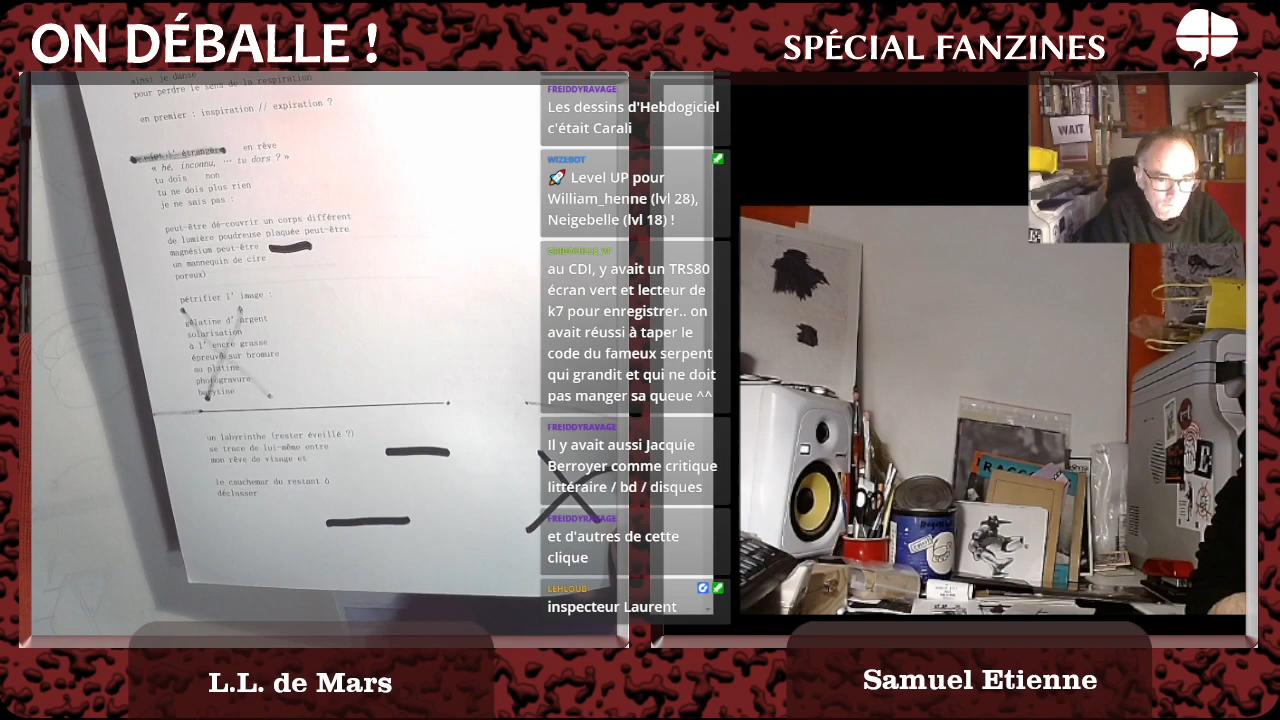 ON DÉBALLE !
SPÉCIAL FANZINES
ainsi je danse
pour perdre le sens de la respiration
en premier : inspiration // expiration ?
en rêve
« hé, inconnu, … tu dors ? »
tu dois non
tu ne dois plus rien
je ne sais pas :
peut-être dé-couvrir un corps différent
de lumière poudreuse plaquée peut-être
magnésium peut-être
un mannequin de cire
poreux)
pétrifier l' image :
gélatine d' argent
solarisation
à l' encre grasse
épreuve sur bromure
au platine
photogravure
barytine
un labyrinthe (rester éveillé ?)
se trace de lui-même entre
mon rêve de visage et
le cauchemar du restant à
déclasser
FREIDDYRAVAGE
Les dessins d'Hebdogiciel
c'était Carali
WIZEBOT
🚀 Level UP pour
William_henne (lvl 28),
Neigebelle (lvl 18) !
au CDI, y avait un TRS80
écran vert et lecteur de
k7 pour enregistrer.. on
avait réussi à taper le
code du fameux serpent
qui grandit et qui ne doit
pas manger sa queue ^^
FREIDDYRAVAGE
Il y avait aussi Jacquie
Berroyer comme critique
littéraire / bd / disques
FREIDDYRAVAGE
et d'autres de cette
clique
LEHLOUB
inspecteur Laurent
WAIT
L.L. de Mars
Samuel Etienne